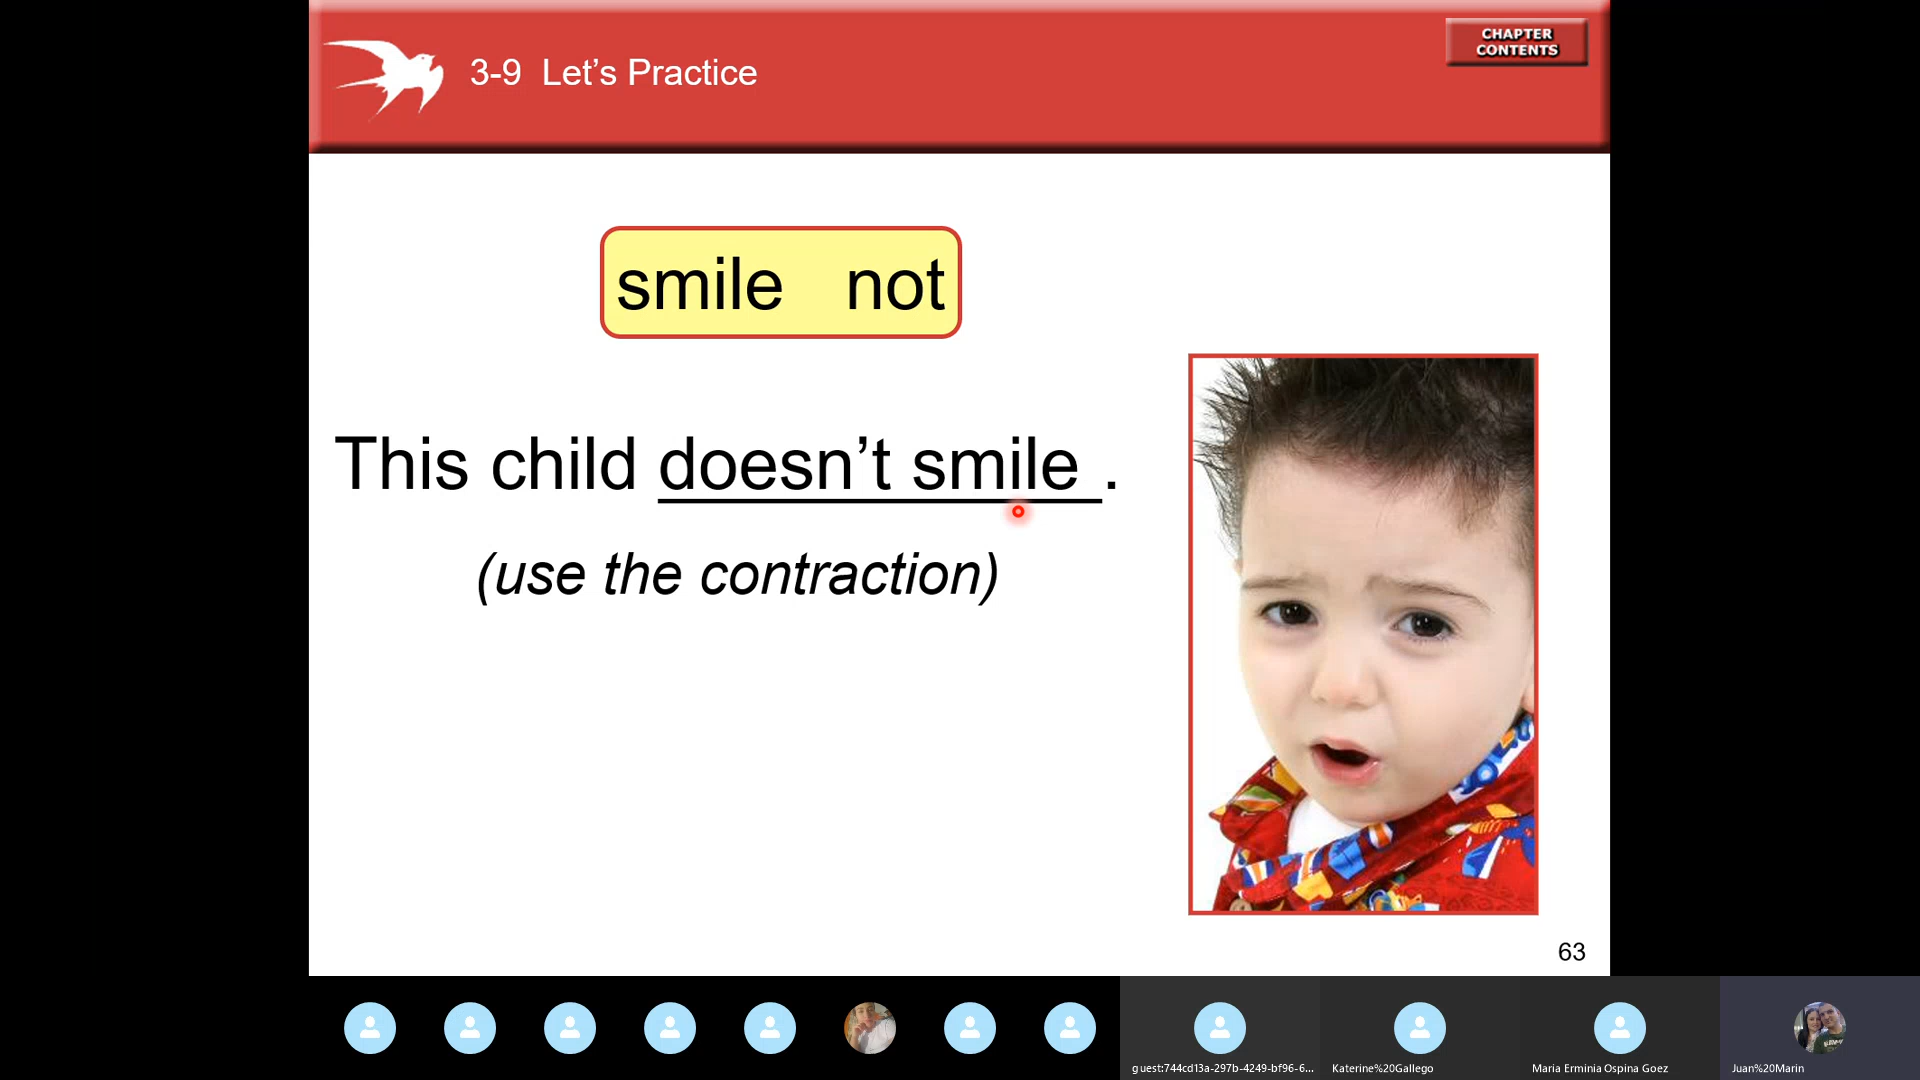 3-9 Let’s Practice
CHAPTER
CONTENTS
smile not
This child doesn’t smile .
(use the contraction)
63
guest:744cd13a-297b-4249-bf96-6...
Katerine%20Gallego
Maria Erminia Ospina Goez
Juan%20Marin